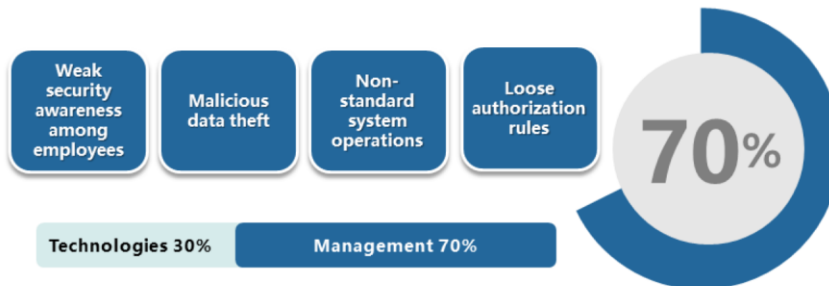 Weak
security
awareness
among
employees
Malicious
data theft
Non-
standard
system
operations
Loose
authorization
rules
70%
Technologies 30%
Management 70%